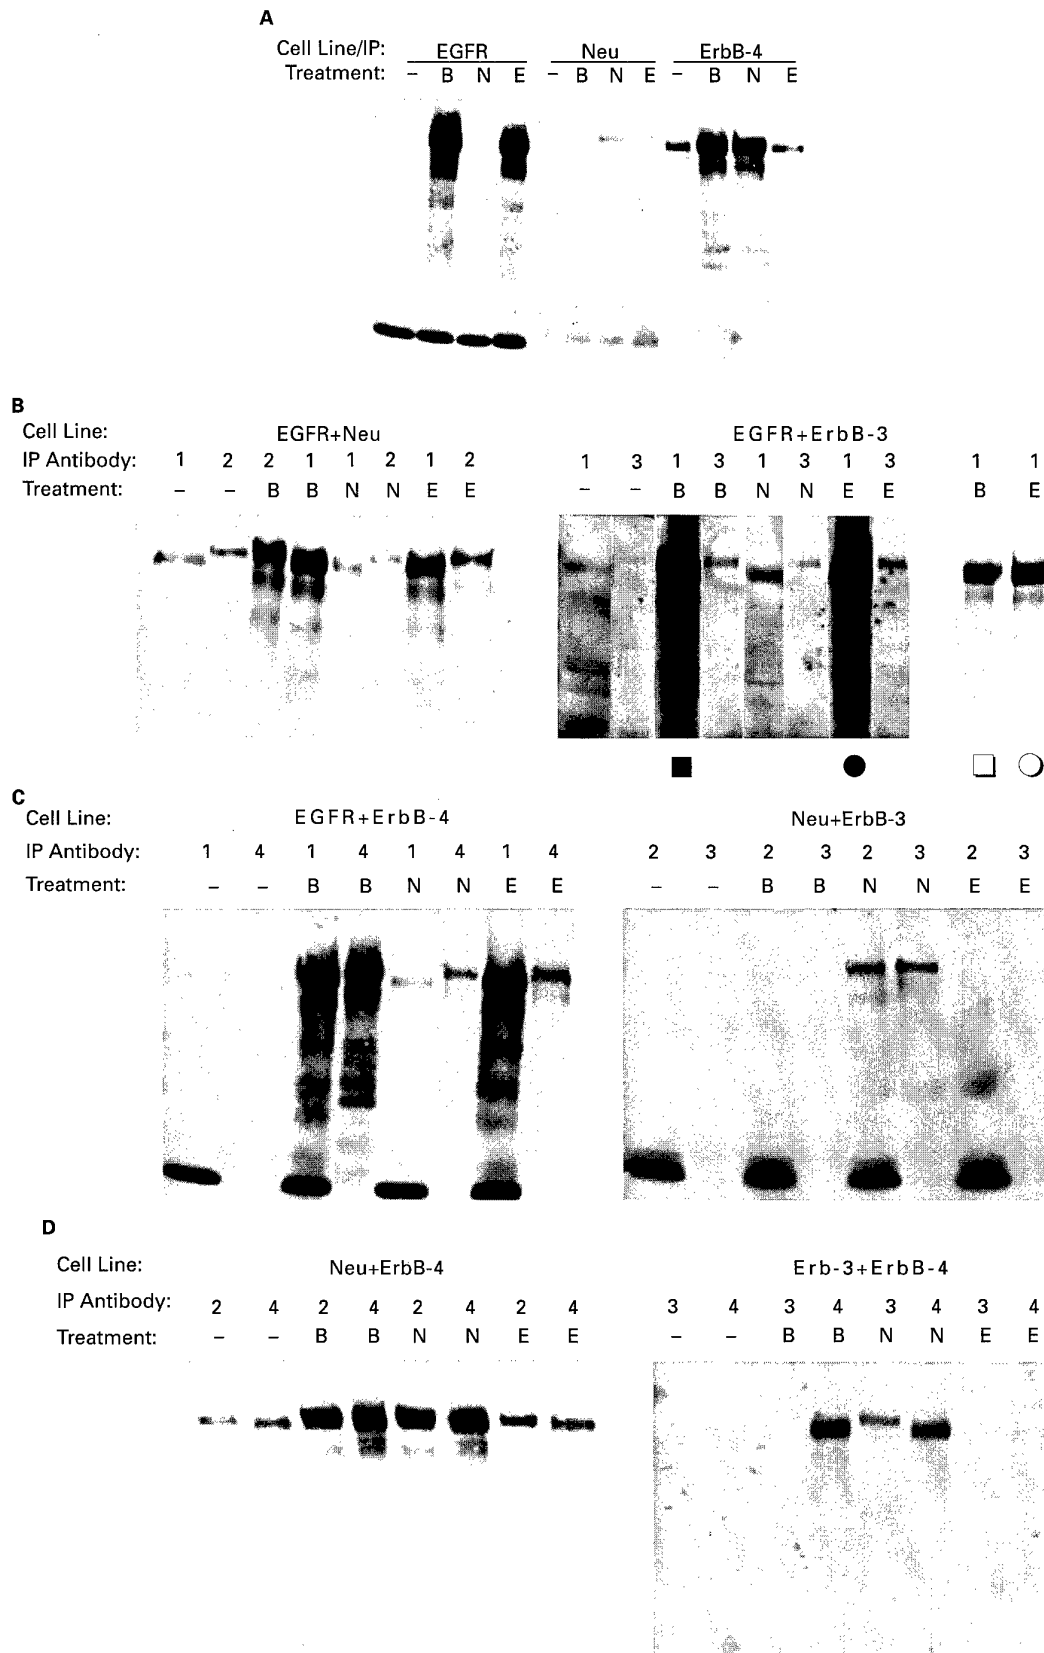 A
Cell Line/IP: EGFR Neu ErbB-4
Treatment: – B N E – B N E – B N E
B
Cell Line: EGFR+Neu EGFR+ErbB-3
IP Antibody: 1 2 2 1 1 2 1 2 1 3 1 3 1 3 1 3 1 1
Treatment: – – B B N N E E – – B B N N E E B E
C
Cell Line: EGFR+ErbB-4 Neu+ErbB-3
IP Antibody: 1 4 1 4 1 4 1 4 2 3 2 3 2 3 2 3
Treatment: – – B B N N E E – – B B N N E E
D
Cell Line: Neu+ErbB-4 Erb-3+ErbB-4
IP Antibody: 2 4 2 4 2 4 2 4 3 4 3 4 3 4 3 4
Treatment: – – B B N N E E – – B B N N E E